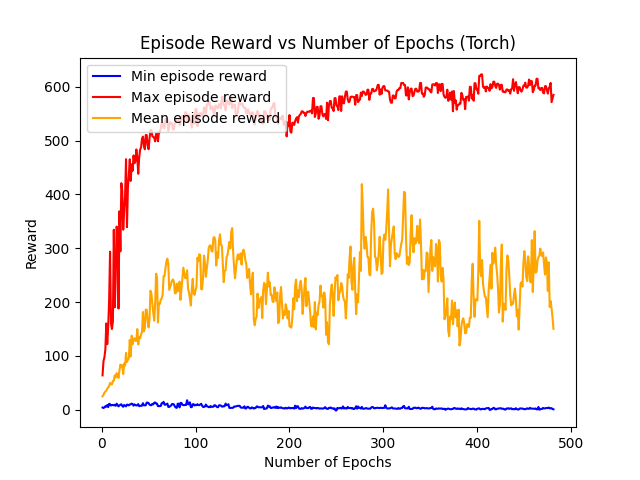 Episode Reward vs Number of Epochs (Torch)
Min episode reward
Max episode reward
Mean episode reward
600
500
400
300
200
100
0
Reward
0 100 200 300 400 500
Number of Epochs